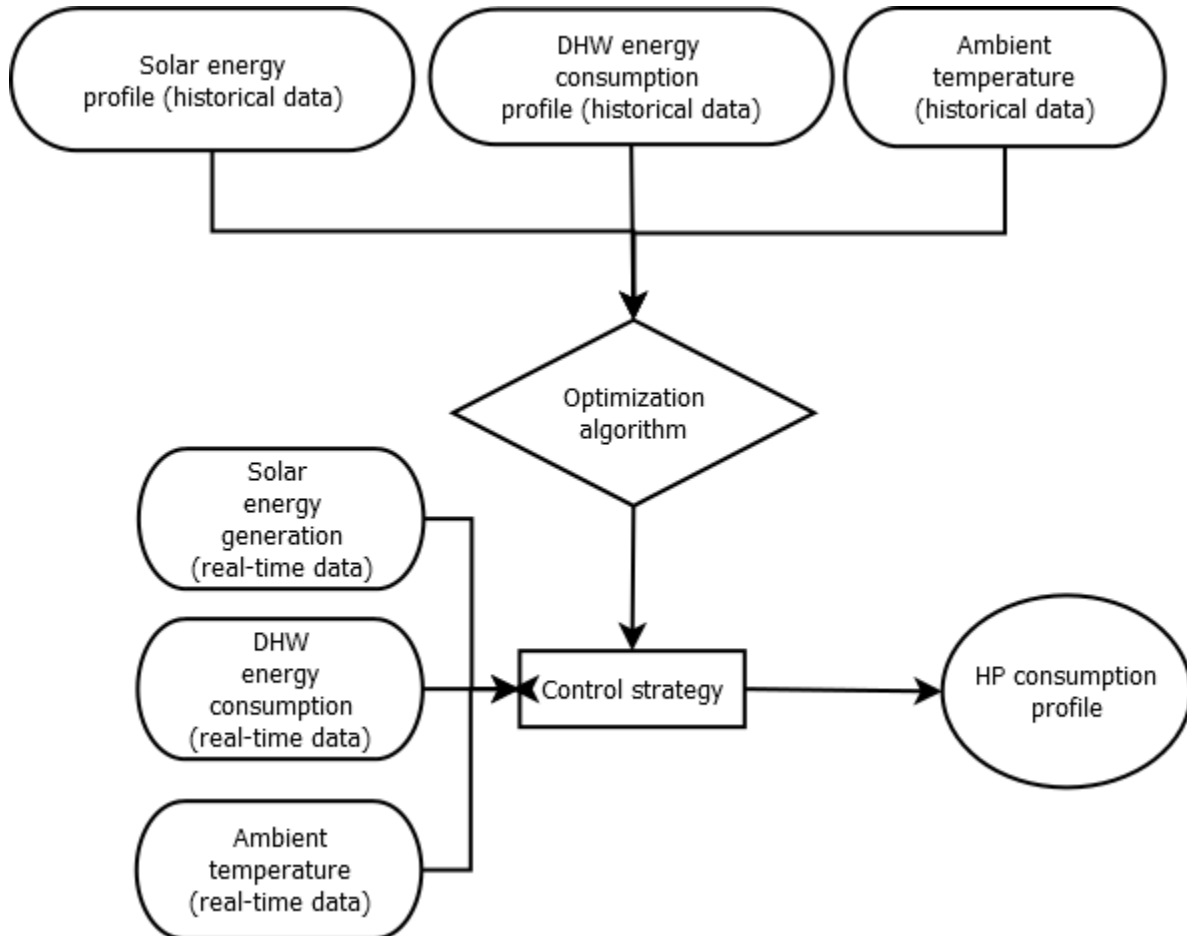 Solar energy
profile (historical data)
DHW energy
consumption
profile (historical data)
Ambient
temperature
(historical data)
Optimization
algorithm
Solar
energy
generation
(real-time data)
DHW
energy
consumption
(real-time data)
Control strategy
HP consumption
profile
Ambient
temperature
(real-time data)